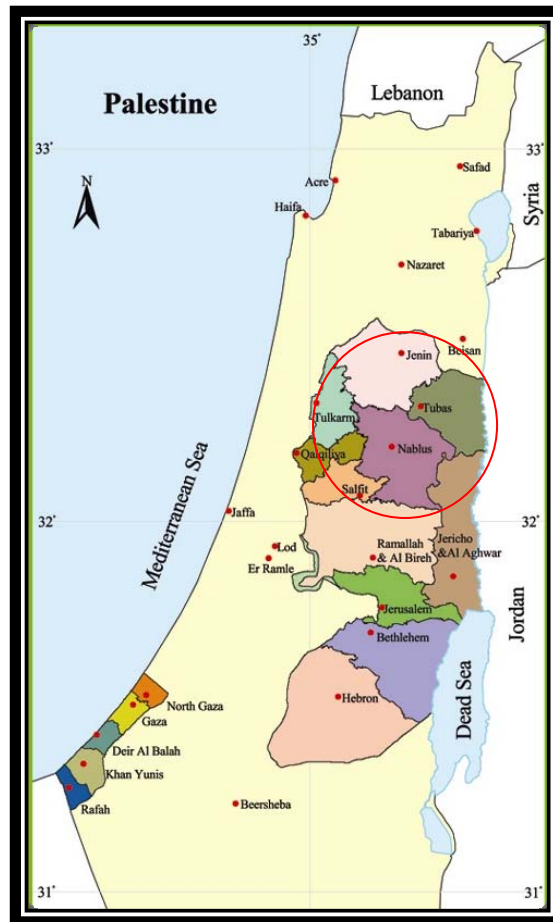 35°
Lebanon
Palestine
33°
Safad
Acre
Syria
N
Haifa
Tabariya
Nazaret
Beisan
Jenin
Tulkarm
Tubas
Nablus
Qalqiliya
Salfit
Mediterranean Sea
Jaffa
32°
Lod
Er Ramle
Ramallah
& Al Bireh
Jericho
&Al Aghwar
Jordan
Jerusalem
Bethlehem
Dead Sea
Hebron
North Gaza
Gaza
Deir Al Balah
Khan Yunis
Rafah
Beersheba
31°
31°